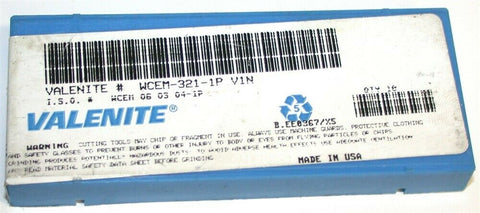 VALENITE # WCEM-321-1P V1N
I.S.O. # WCEM 06 03 04-1P
VALENITE®
5
QTY 10
B.EE0367/X5
WARNING CUTTING TOOLS MAY CHIP OR FRAGMENT IN USE. ALWAYS USE MACHINE GUARDS, PROTECTIVE CLOTHING
AND SAFETY GLASSES TO PREVENT BURNS OR OTHER INJURY TO BODY OR EYES FROM FLYING PARTICLES OR CHIPS.
GRINDING PRODUCES POTENTIALLY HAZARDOUS DUSTS. TO AVOID ADVERSE HEALTH EFFECTS USE ADEQUATE VENTILATION
READ MATERIAL SAFETY DATA SHEET BEFORE GRINDING
MADE IN USA